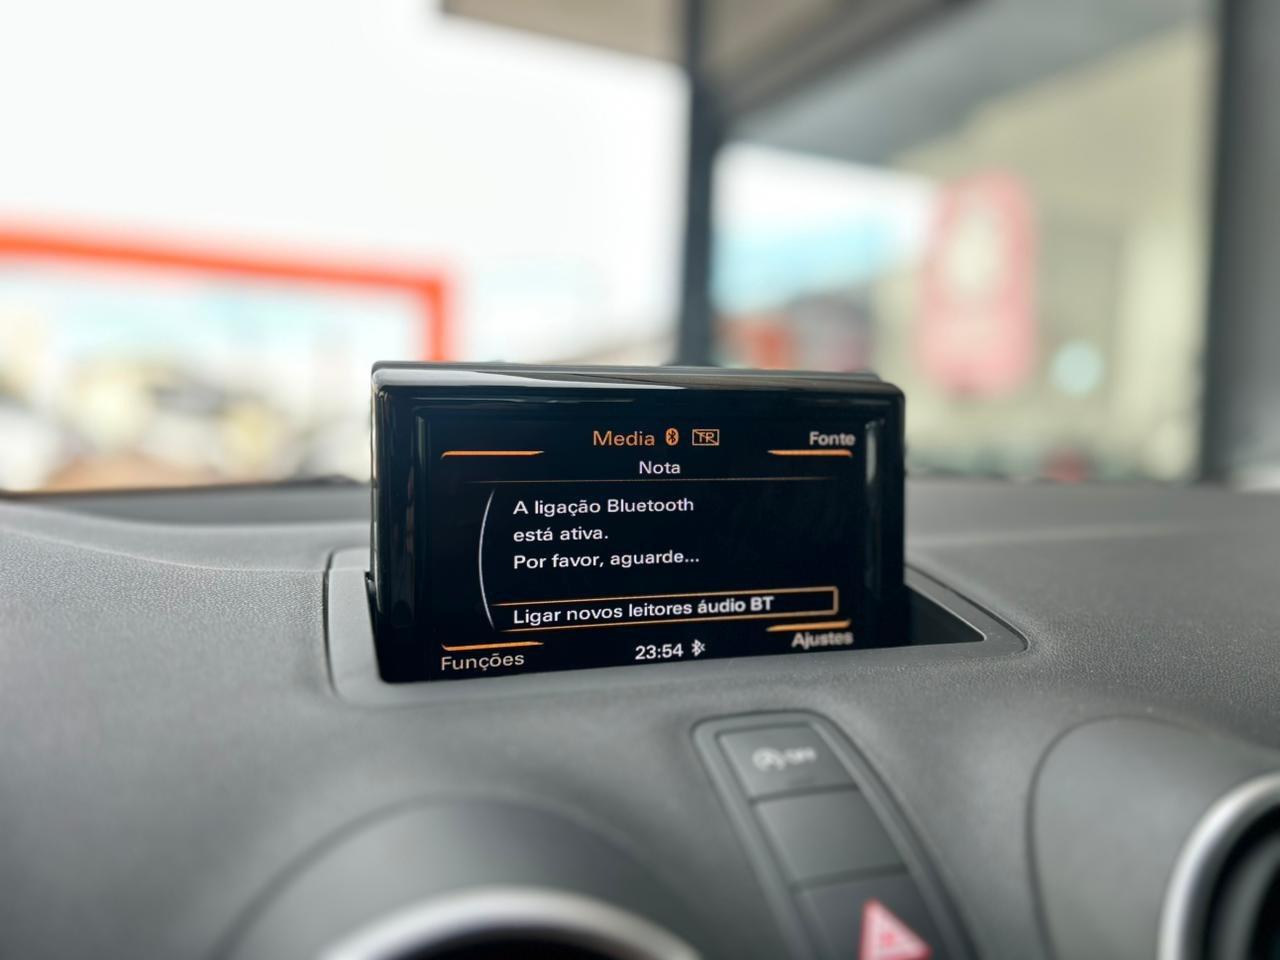 Media TR Fonte
Nota
A ligação Bluetooth
está ativa.
Por favor, aguarde...
Ligar novos leitores áudio BT
Funções 23:54 Ajustes
OFF